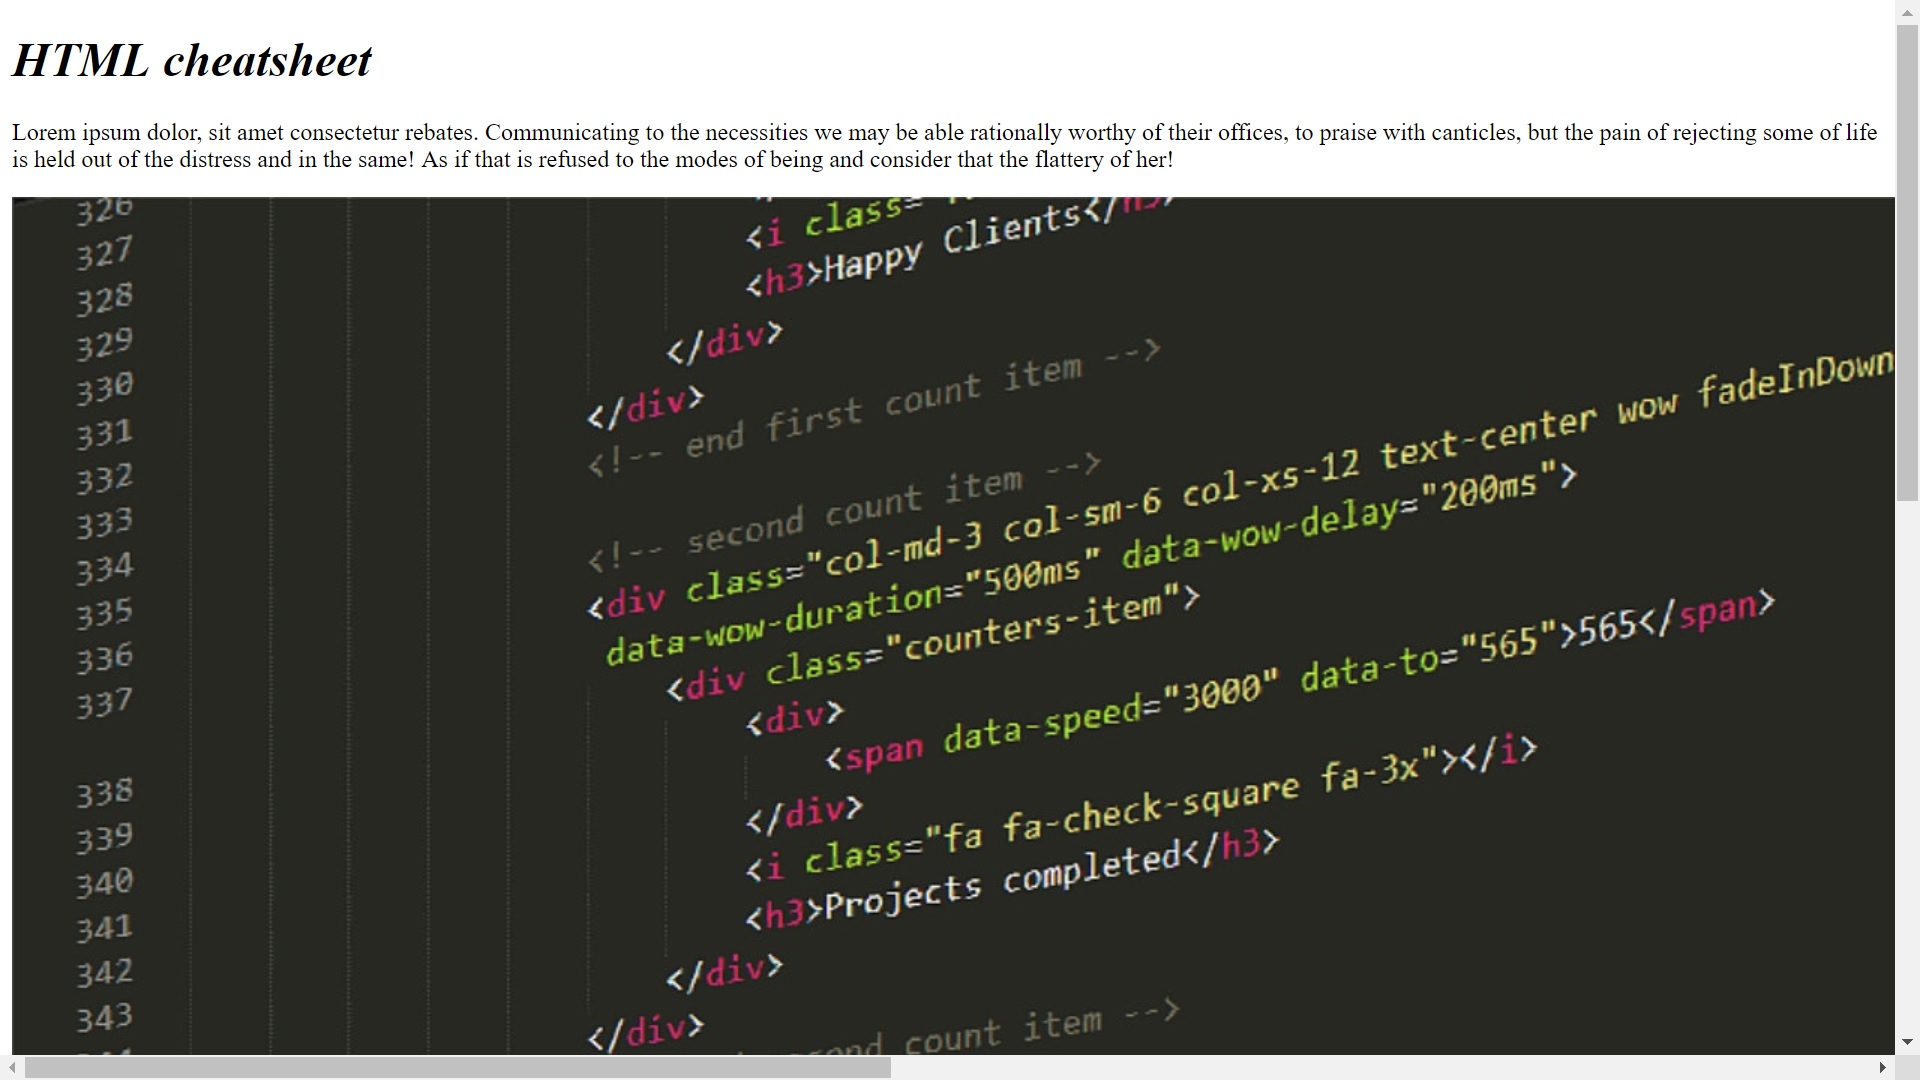 HTML cheatsheet
Lorem ipsum dolor, sit amet consectetur rebates. Communicating to the necessities we may be able rationally worthy of their offices, to praise with canticles, but the pain of rejecting some of life
is held out of the distress and in the same! As if that is refused to the modes of being and consider that the flattery of her!
326
<i class=
327
<h3>Happy Clients</h3>
328
329
</div>
330
</div>
331
<!-- end first count item -->
332
333
<!-- second count item -->
334
<div class="col-md-3 col-sm-6 col-xs-12 text-center wow fadeInDown
335
data-wow-duration="500ms" data-wow-delay="200ms">
336
<div class="counters-item">
337
<div>
<span data-speed="3000" data-to="565">565</span>
338
</div>
339
<i class="fa fa-check-square fa-3x"></i>
340
<h3>Projects completed</h3>
341
342
</div>
343
</div>
count item -->